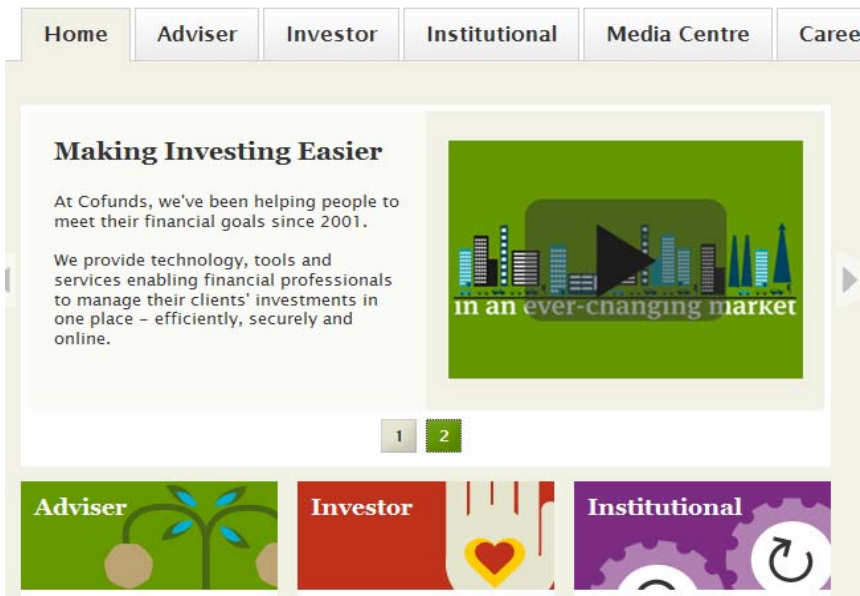 Home Adviser Investor Institutional Media Centre
Making Investing Easier
At Cofunds, we've been helping people to
meet their financial goals since 2001.
We provide technology, tools and
services enabling financial professionals
to manage their clients' investments in
one place – efficiently, securely and
online.
in an ever-changing market
1 2
Adviser Investor Institutional